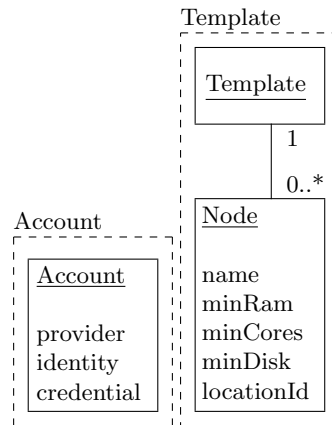 Template
Template
1
0..*
Node
name
minRam
minCores
minDisk
locationId
Account
Account
provider
identity
credential